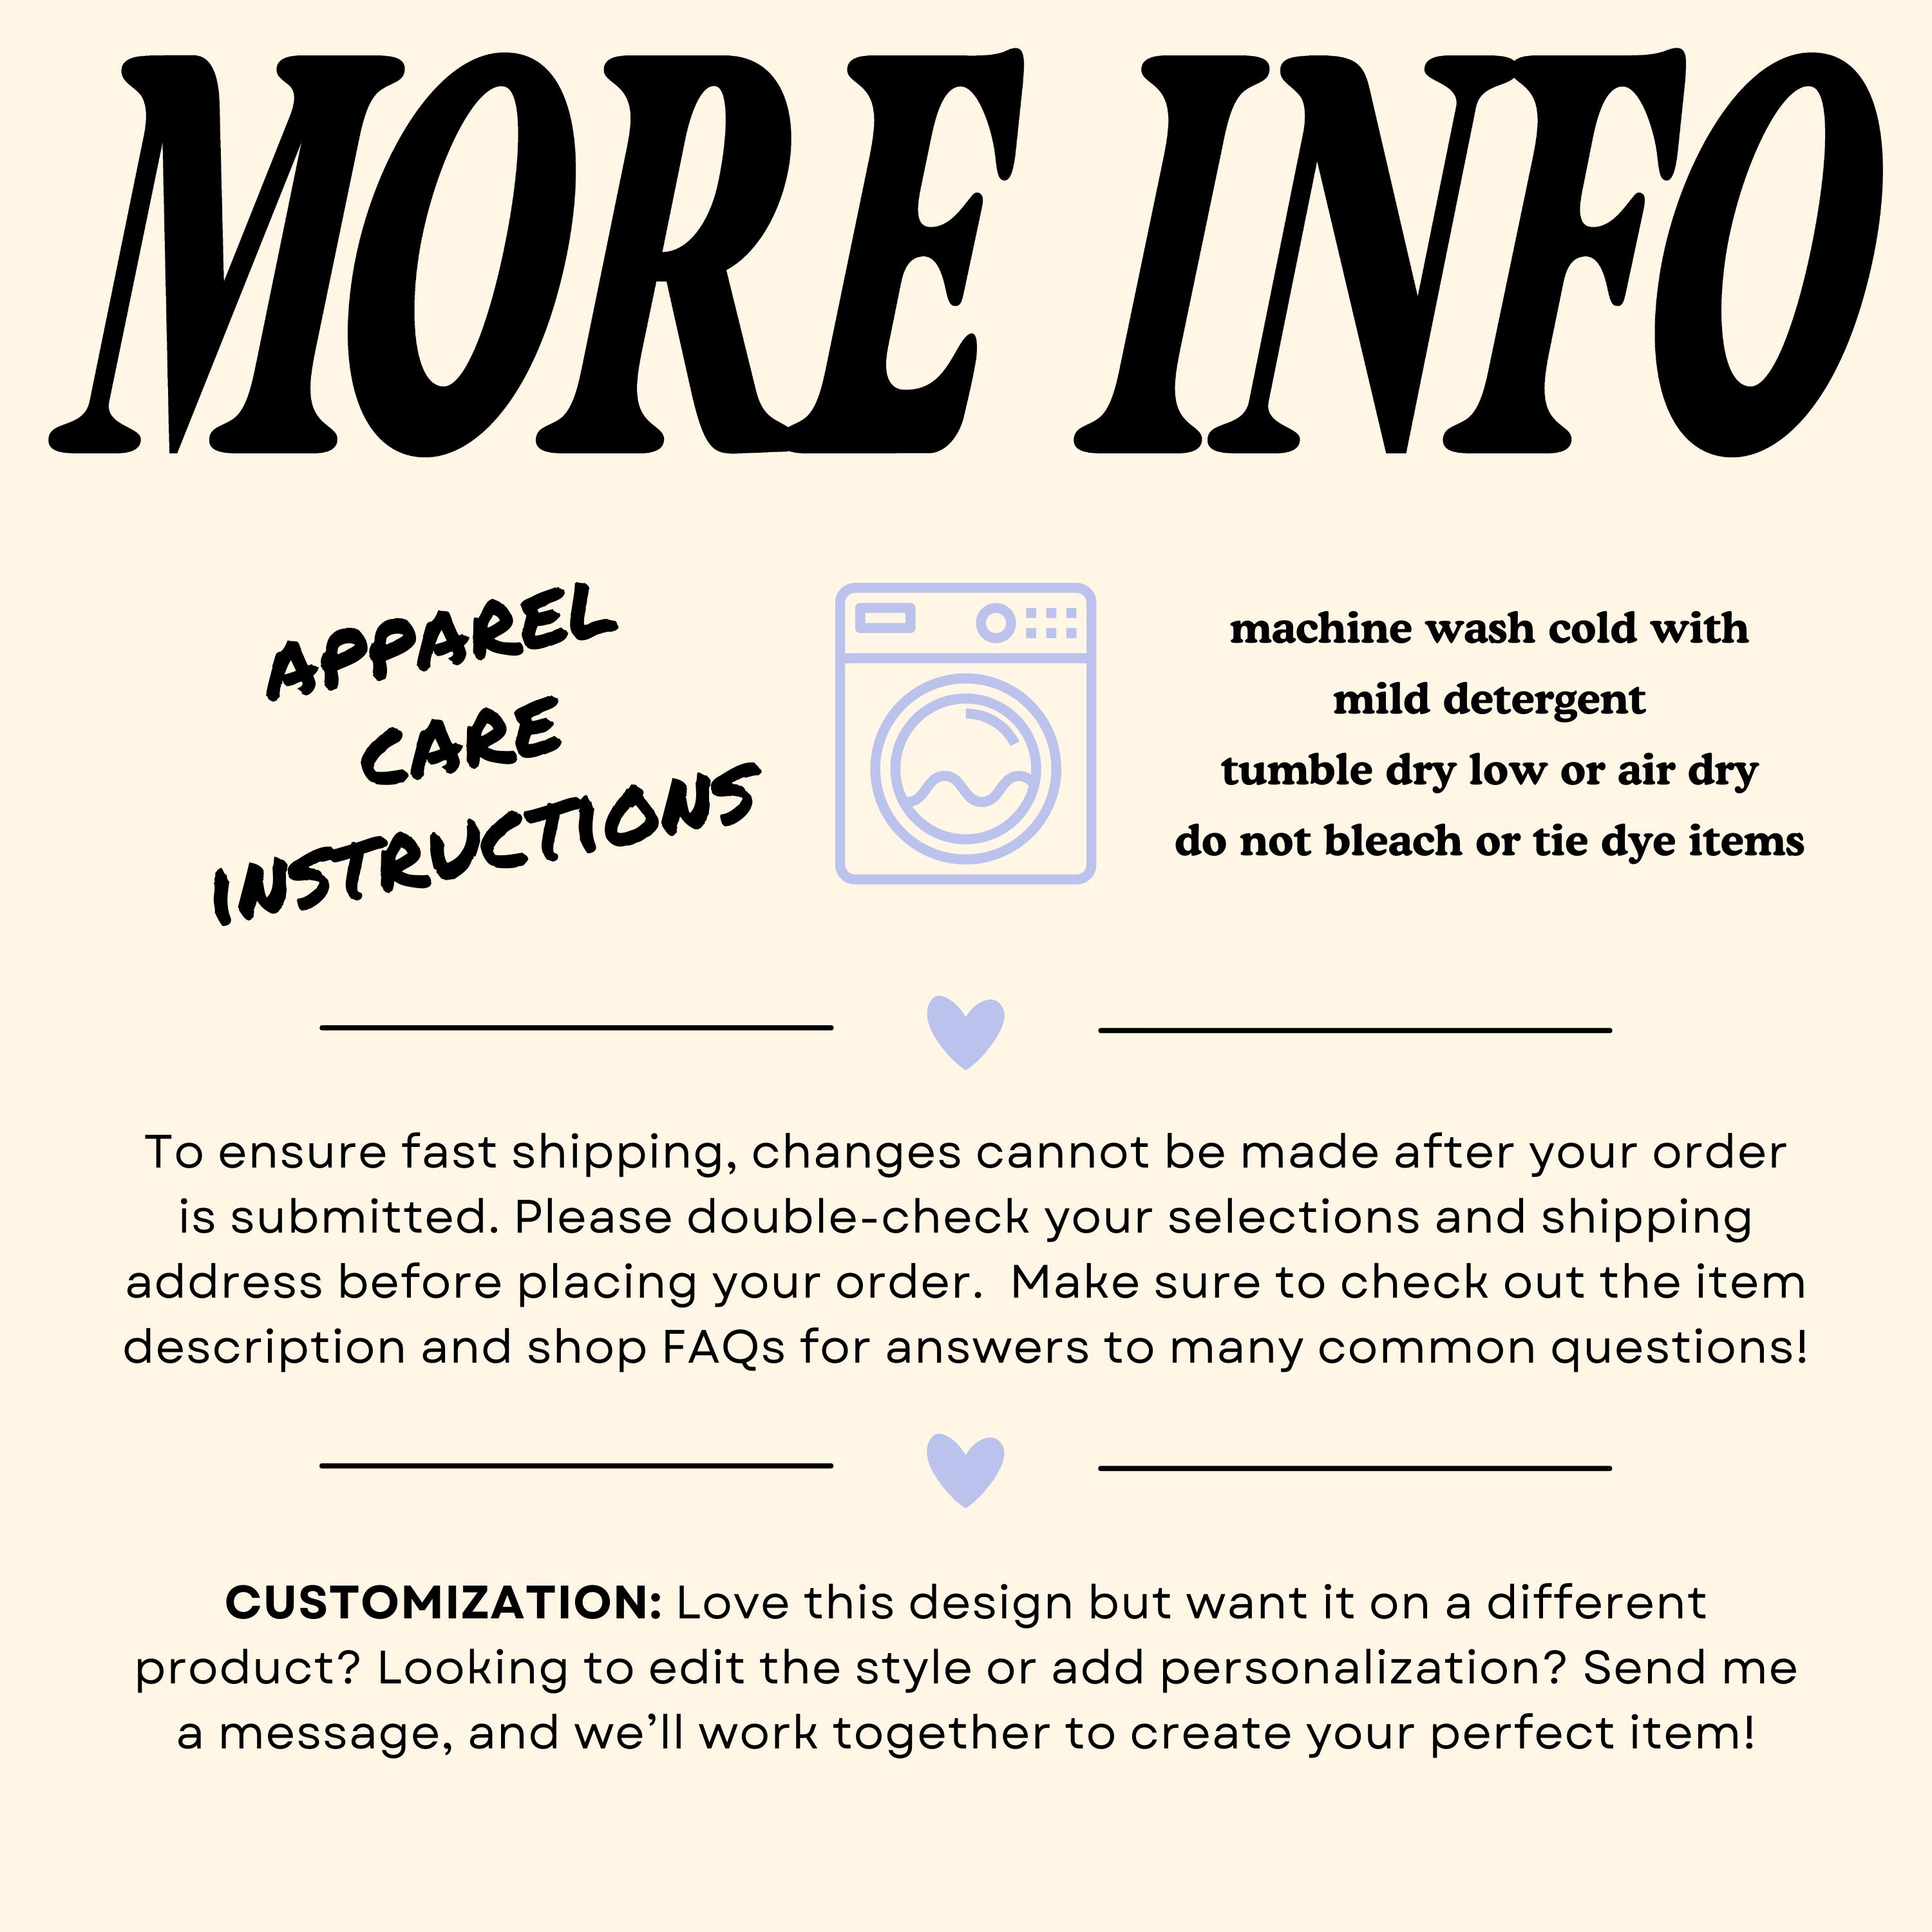 MORE INFO
APPAREL
CARE
INSTRUCTIONS
machine wash cold with
mild detergent
tumble dry low or air dry
do not bleach or tie dye items
To ensure fast shipping, changes cannot be made after your order
is submitted. Please double-check your selections and shipping
address before placing your order.  Make sure to check out the item
description and shop FAQs for answers to many common questions!
CUSTOMIZATION: Love this design but want it on a different
product? Looking to edit the style or add personalization? Send me
a message, and we’ll work together to create your perfect item!